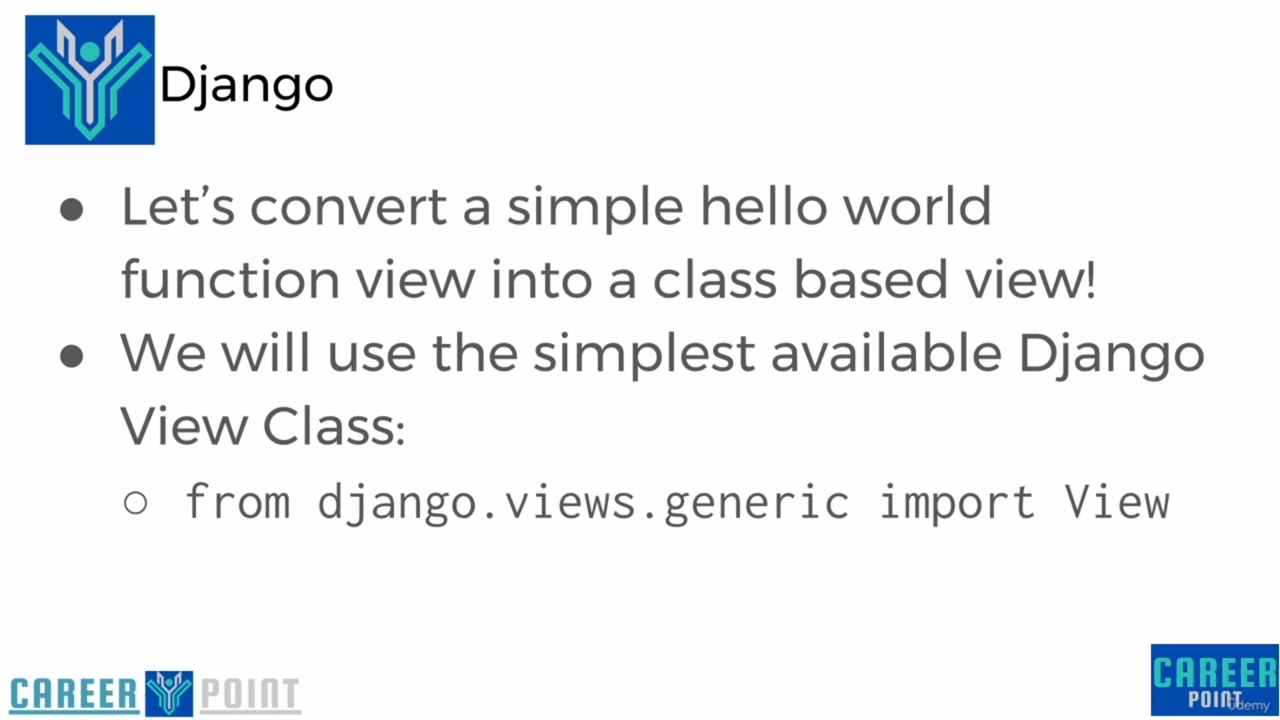 Django
● Let’s convert a simple hello world
function view into a class based view!
● We will use the simplest available Django
View Class:
○ from django.views.generic import View
CAREER POINT
CAREER
POINT
ûdemy